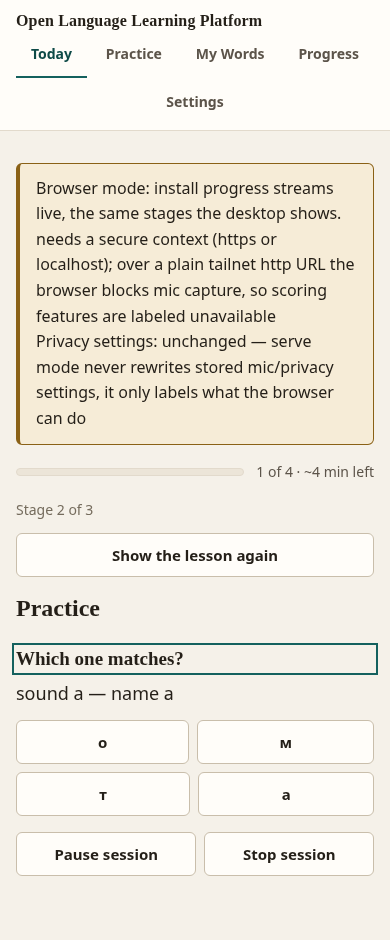 Open Language Learning Platform
Today Practice My Words Progress
Settings
Browser mode: install progress streams
live, the same stages the desktop shows.
needs a secure context (https or
localhost); over a plain tailnet http URL the
browser blocks mic capture, so scoring
features are labeled unavailable
Privacy settings: unchanged — serve
mode never rewrites stored mic/privacy
settings, it only labels what the browser
can do
1 of 4 · ~4 min left
Stage 2 of 3
Show the lesson again
Practice
Which one matches?
sound a — name a
о м
т а
Pause session Stop session